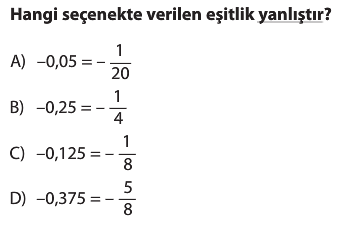 Hangi seçenekte verilen eşitlik yanlıştır?
A) –0,05 = – 1/20
B) –0,25 = – 1/4
C) –0,125 = – 1/8
D) –0,375 = – 5/8